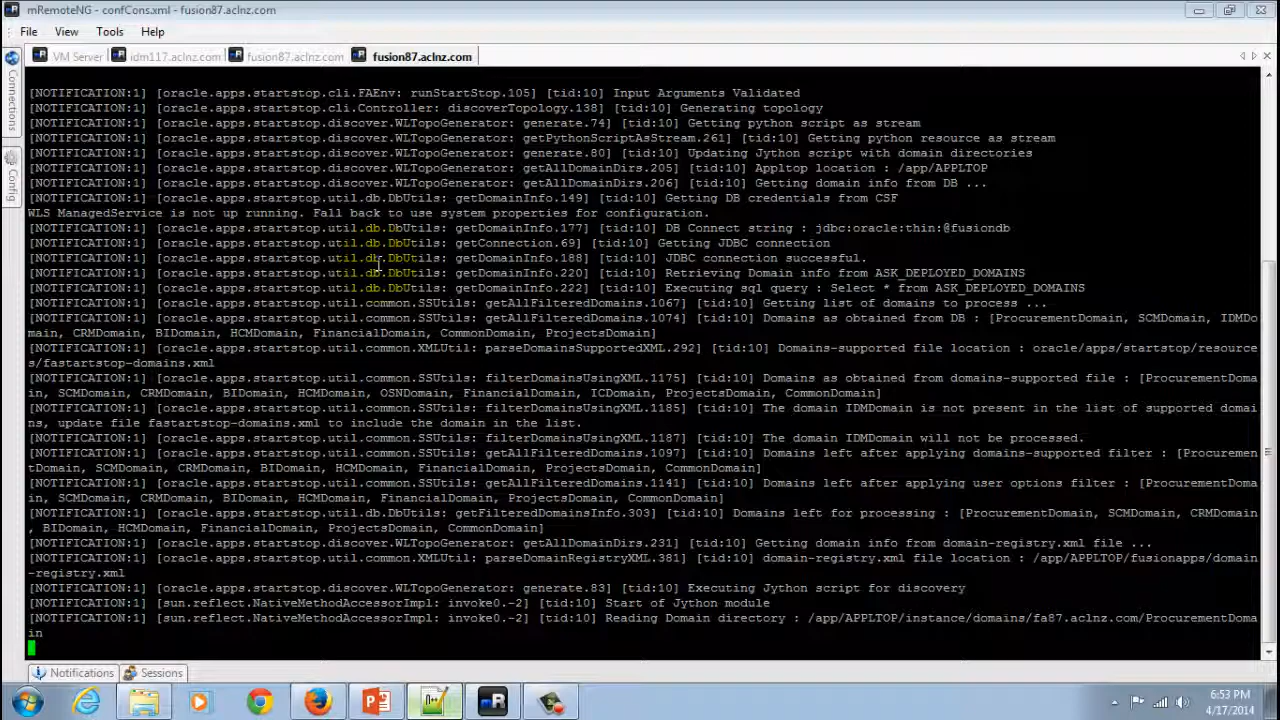 mRemoteNG - confCons.xml - fusion87.aclnz.com
File View Tools Help
VM Server idm117.aclnz.com fusion87.aclnz.com fusion87.aclnz.com
Connections
Config
[NOTIFICATION:1] [oracle.apps.startstop.cli.FAEnv: runStartStop.105] [tid:10] Input Arguments Validated
[NOTIFICATION:1] [oracle.apps.startstop.cli.Controller: discoverTopology.138] [tid:10] Generating topology
[NOTIFICATION:1] [oracle.apps.startstop.discover.WLTopoGenerator: generate.74] [tid:10] Getting python script as stream
[NOTIFICATION:1] [oracle.apps.startstop.discover.WLTopoGenerator: getPythonScriptAsStream.261] [tid:10] Getting python resource as stream
[NOTIFICATION:1] [oracle.apps.startstop.discover.WLTopoGenerator: generate.80] [tid:10] Updating Jython script with domain directories
[NOTIFICATION:1] [oracle.apps.startstop.discover.WLTopoGenerator: getAllDomainDirs.205] [tid:10] Appltop location : /app/APPLTOP
[NOTIFICATION:1] [oracle.apps.startstop.discover.WLTopoGenerator: getAllDomainDirs.206] [tid:10] Getting domain info from DB ...
[NOTIFICATION:1] [oracle.apps.startstop.util.db.DbUtils: getDomainInfo.149] [tid:10] Getting DB credentials from CSF
WLS ManagedService is not up running. Fall back to use system properties for configuration.
[NOTIFICATION:1] [oracle.apps.startstop.util.db.DbUtils: getDomainInfo.177] [tid:10] DB Connect string : jdbc:oracle:thin:@fusiondb
[NOTIFICATION:1] [oracle.apps.startstop.util.db.DbUtils: getConnection.69] [tid:10] Getting JDBC connection
[NOTIFICATION:1] [oracle.apps.startstop.util.db.DbUtils: getDomainInfo.188] [tid:10] JDBC connection successful.
[NOTIFICATION:1] [oracle.apps.startstop.util.db.DbUtils: getDomainInfo.220] [tid:10] Retrieving Domain info from ASK_DEPLOYED_DOMAINS
[NOTIFICATION:1] [oracle.apps.startstop.util.db.DbUtils: getDomainInfo.222] [tid:10] Executing sql query : Select * from ASK_DEPLOYED_DOMAINS
[NOTIFICATION:1] [oracle.apps.startstop.util.common.SSUtils: getAllFilteredDomains.1067] [tid:10] Getting list of domains to process ...
[NOTIFICATION:1] [oracle.apps.startstop.util.common.SSUtils: getAllFilteredDomains.1074] [tid:10] Domains as obtained from DB : [ProcurementDomain, SCMDomain, IDMDo
main, CRMDomain, BIDomain, HCMDomain, FinancialDomain, CommonDomain, ProjectsDomain]
[NOTIFICATION:1] [oracle.apps.startstop.util.common.XMLUtil: parseDomainsSupportedXML.292] [tid:10] Domains-supported file location : oracle/apps/startstop/resource
s/fastartstop-domains.xml
[NOTIFICATION:1] [oracle.apps.startstop.util.common.SSUtils: filterDomainsUsingXML.1175] [tid:10] Domains as obtained from domains-supported file : [ProcurementDoma
in, SCMDomain, CRMDomain, BIDomain, HCMDomain, OSNDomain, FinancialDomain, ICDomain, ProjectsDomain, CommonDomain]
[NOTIFICATION:1] [oracle.apps.startstop.util.common.SSUtils: filterDomainsUsingXML.1185] [tid:10] The domain IDMDomain is not present in the list of supported domai
ns, update file fastartstop-domains.xml to include the domain in the list.
[NOTIFICATION:1] [oracle.apps.startstop.util.common.SSUtils: filterDomainsUsingXML.1187] [tid:10] The domain IDMDomain will not be processed.
[NOTIFICATION:1] [oracle.apps.startstop.util.common.SSUtils: getAllFilteredDomains.1097] [tid:10] Domains left after applying domains-supported filter : [Procuremen
tDomain, SCMDomain, CRMDomain, BIDomain, HCMDomain, FinancialDomain, ProjectsDomain, CommonDomain]
[NOTIFICATION:1] [oracle.apps.startstop.util.common.SSUtils: getAllFilteredDomains.1141] [tid:10] Domains left after applying user options filter : [ProcurementDoma
in, SCMDomain, CRMDomain, BIDomain, HCMDomain, FinancialDomain, ProjectsDomain, CommonDomain]
[NOTIFICATION:1] [oracle.apps.startstop.util.db.DbUtils: getFilteredDomainsInfo.303] [tid:10] Domains left for processing : [ProcurementDomain, SCMDomain, CRMDomain
, BIDomain, HCMDomain, FinancialDomain, ProjectsDomain, CommonDomain]
[NOTIFICATION:1] [oracle.apps.startstop.discover.WLTopoGenerator: getAllDomainDirs.231] [tid:10] Getting domain info from domain-registry.xml file ...
[NOTIFICATION:1] [oracle.apps.startstop.util.common.XMLUtil: parseDomainRegistryXML.381] [tid:10] domain-registry.xml file location : /app/APPLTOP/fusionapps/domain
-registry.xml
[NOTIFICATION:1] [oracle.apps.startstop.discover.WLTopoGenerator: generate.83] [tid:10] Executing Jython script for discovery
[NOTIFICATION:1] [sun.reflect.NativeMethodAccessorImpl: invoke0.-2] [tid:10] Start of Jython module
[NOTIFICATION:1] [sun.reflect.NativeMethodAccessorImpl: invoke0.-2] [tid:10] Reading Domain directory : /app/APPLTOP/instance/domains/fa87.aclnz.com/ProcurementDoma
in
Notifications Sessions
6:53 PM
4/17/2014